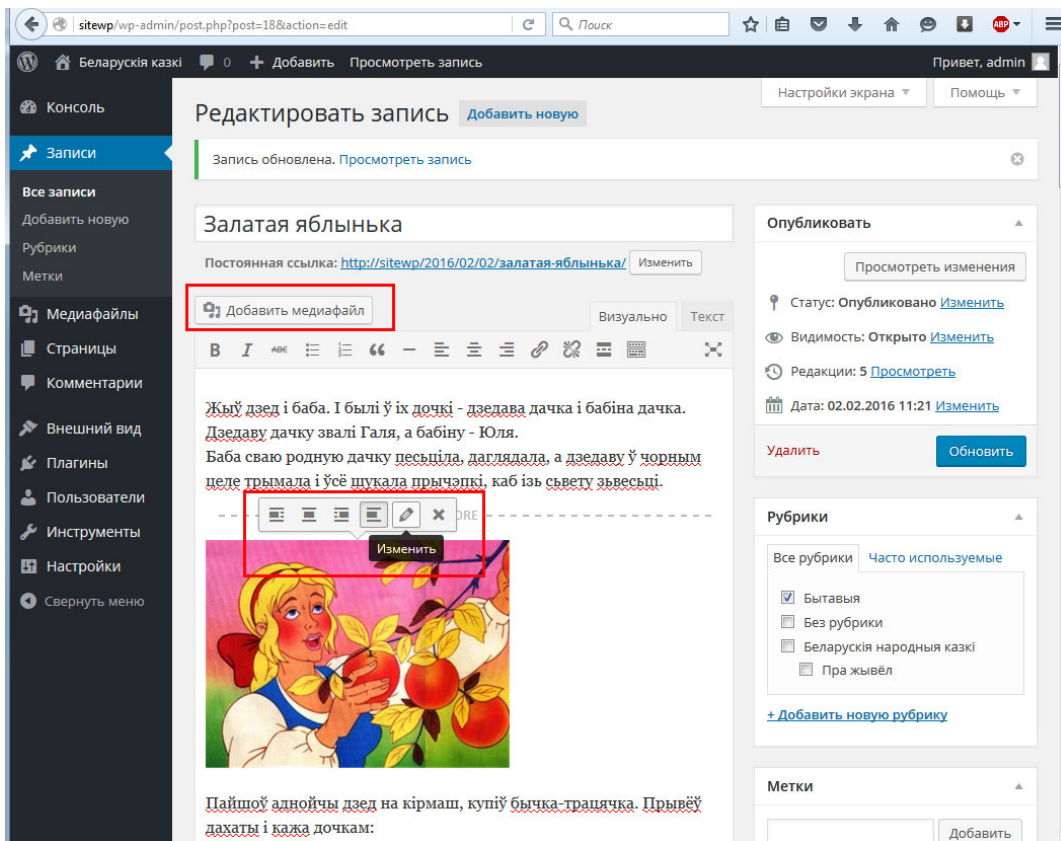 sitewp/wp-admin/post.php?post=18&action=edit
Поиск
ABP
Беларускія казкі 0 + Добавить Просмотреть запись Привет, admin
Консоль
Записи
Все записи
Добавить новую
Рубрики
Метки
Медиафайлы
Страницы
Комментарии
Внешний вид
Плагины
Пользователи
Инструменты
Настройки
Свернуть меню
Настройки экрана
Помощь
Редактировать запись Добавить новую
Запись обновлена. Просмотреть запись
Залатая яблынька
Постоянная ссылка: http://sitewp/2016/02/02/залатая-яблынька/ Изменить
Добавить медиафайл
Визуально Текст
B I ABC
Жыў дзед і баба. І былі ў іх дочкі - дзедава дачка і бабіна дачка.
Дзедаву дачку звалі Галя, а бабіну - Юля.
Баба сваю родную дачку песьціла, даглядала, а дзедаву ў чорным
целе трымала і ўсё шукала прычэпкі, каб ізь сьвету зьвесьці.
Изменить
Пайшоў аднойчы дзед на кірмаш, купіў бычка-трацячка. Прывёў
дахаты і кажа дочкам:
Опубликовать
Просмотреть изменения
Статус: Опубликовано Изменить
Видимость: Открыто Изменить
Редакции: 5 Просмотреть
Дата: 02.02.2016 11:21 Изменить
Удалить
Обновить
Рубрики
Все рубрики Часто используемые
Бытавыя
Без рубрики
Беларускія народныя казкі
Пра жывёл
+ Добавить новую рубрику
Метки
Добавить